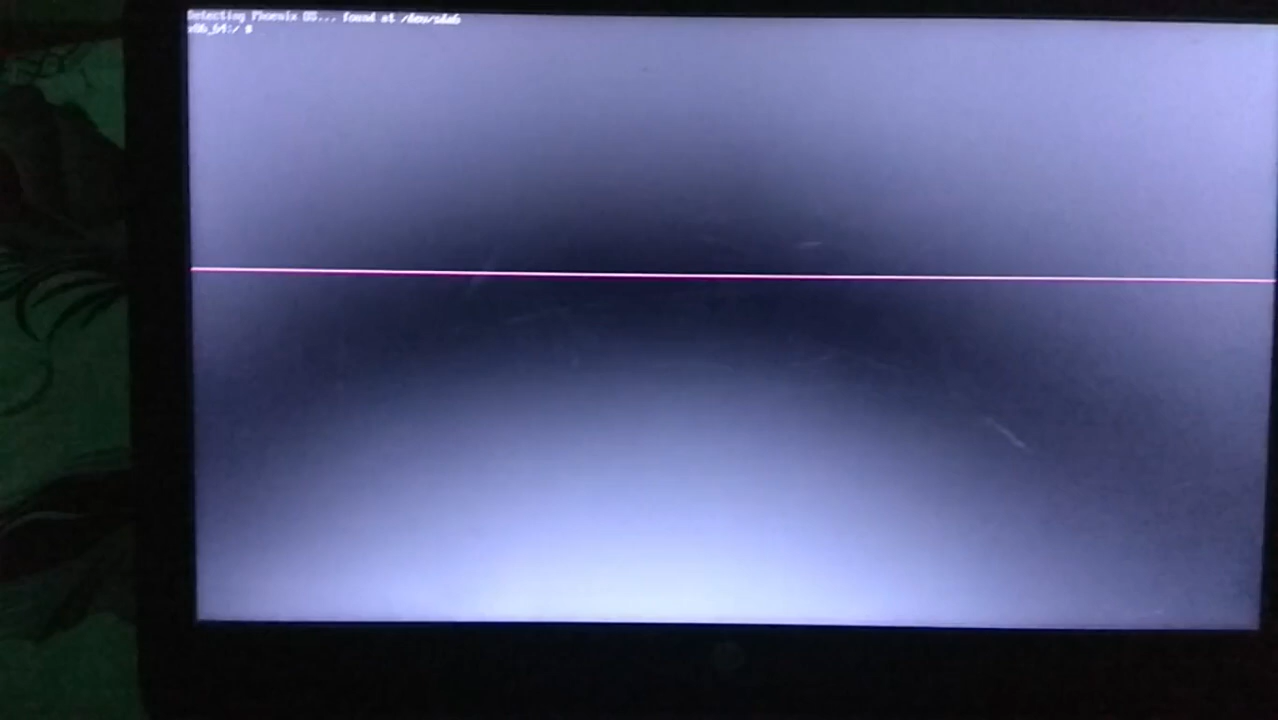 Detecting Phoenix OS... found at /dev/sda6
x86_64:/ #